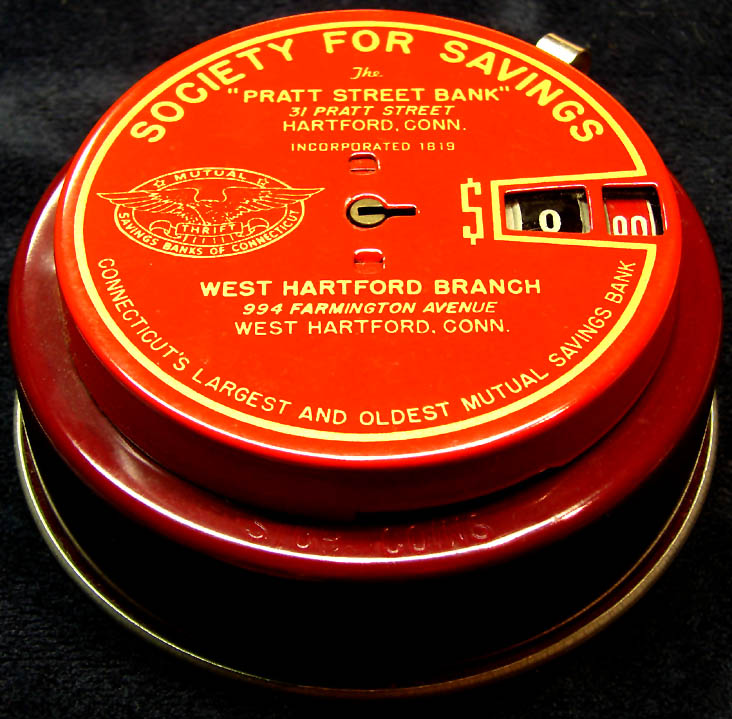 SOCIETY FOR SAVINGS
The
"PRATT STREET BANK"
31 PRATT STREET
HARTFORD, CONN.
INCORPORATED 1819
MUTUAL
THRIFT
SAVINGS BANKS OF CONNECTICUT
$ 0 00
WEST HARTFORD BRANCH
994 FARMINGTON AVENUE
WEST HARTFORD, CONN.
CONNECTICUT'S LARGEST AND OLDEST MUTUAL SAVINGS BANK
COINS